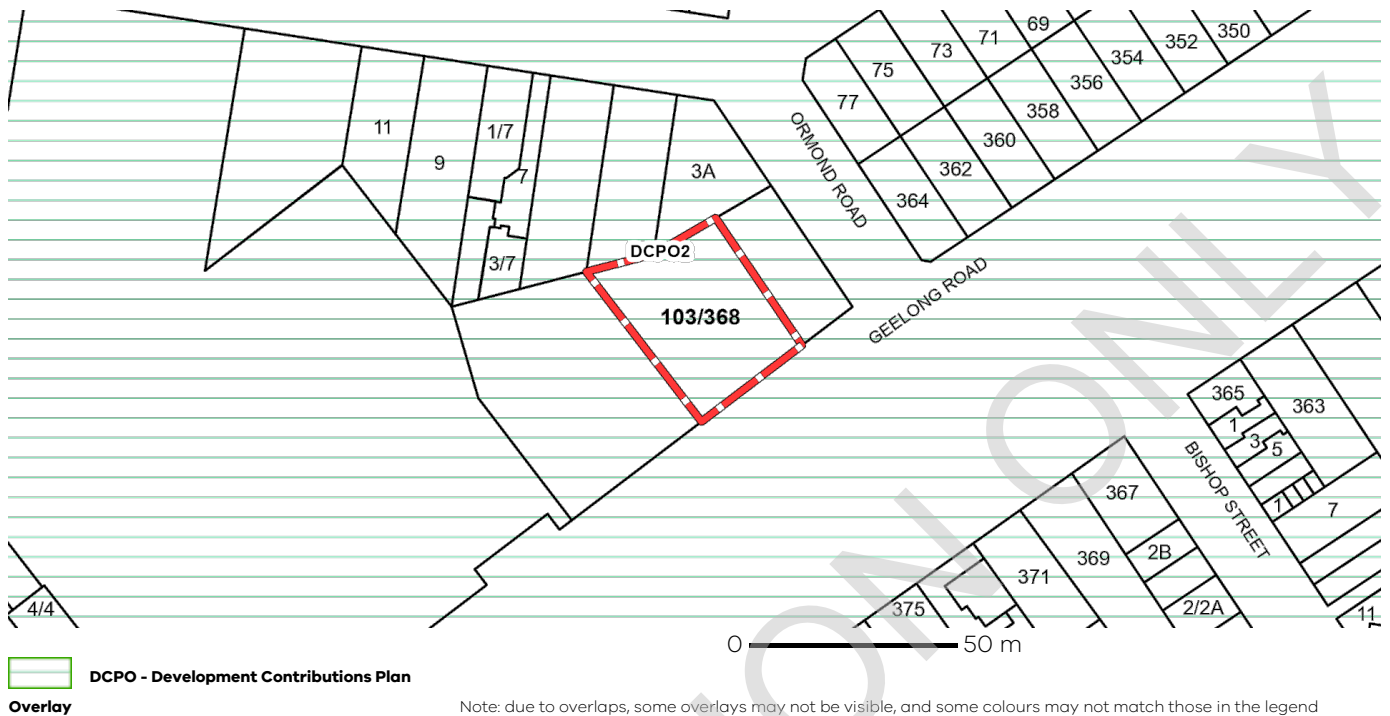 69
350
71
352
73
354
75
356
77
358
360
362
364
11
1/7
9
7
3A
3/7
ORMOND ROAD
DCPO2
103/368
GEELONG ROAD
365
363
1
3
5
BISHOP STREET
1
7
367
2B
369
371
2/2A
375
4/4
11
0 50 m
DCPO - Development Contributions Plan
Overlay
Note: due to overlaps, some overlays may not be visible, and some colours may not match those in the legend
ON ONLY